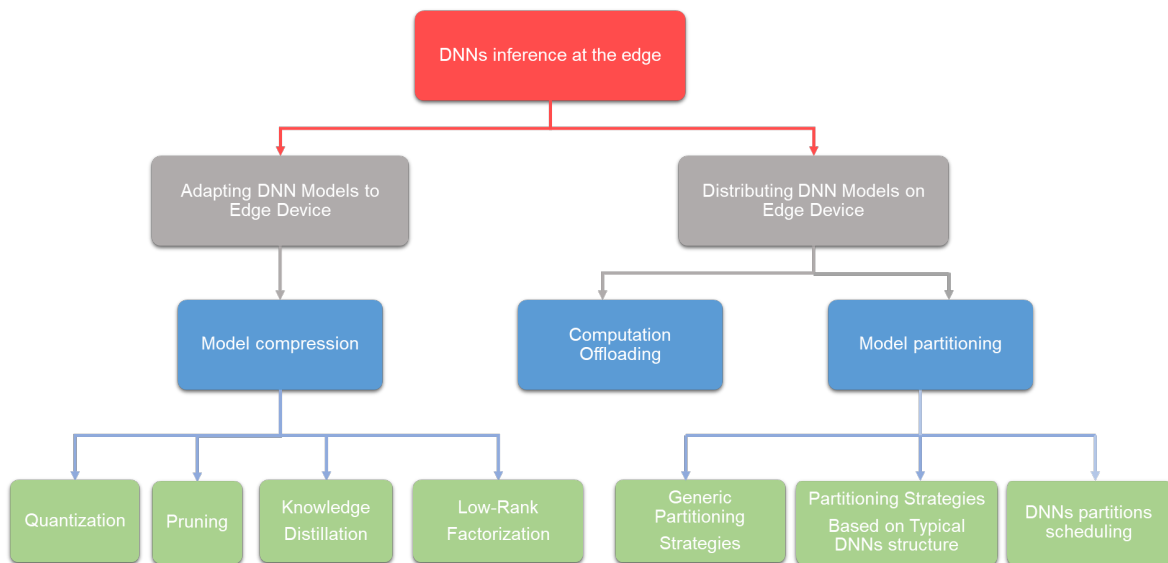 DNNs inference at the edge
Adapting DNN Models to
Edge Device
Distributing DNN Models on
Edge Device
Model compression
Computation
Offloading
Model partitioning
Quantization
Pruning
Knowledge
Distillation
Low-Rank
Factorization
Generic
Partitioning
Strategies
Partitioning Strategies
Based on Typical
DNNs structure
DNNs partitions
scheduling